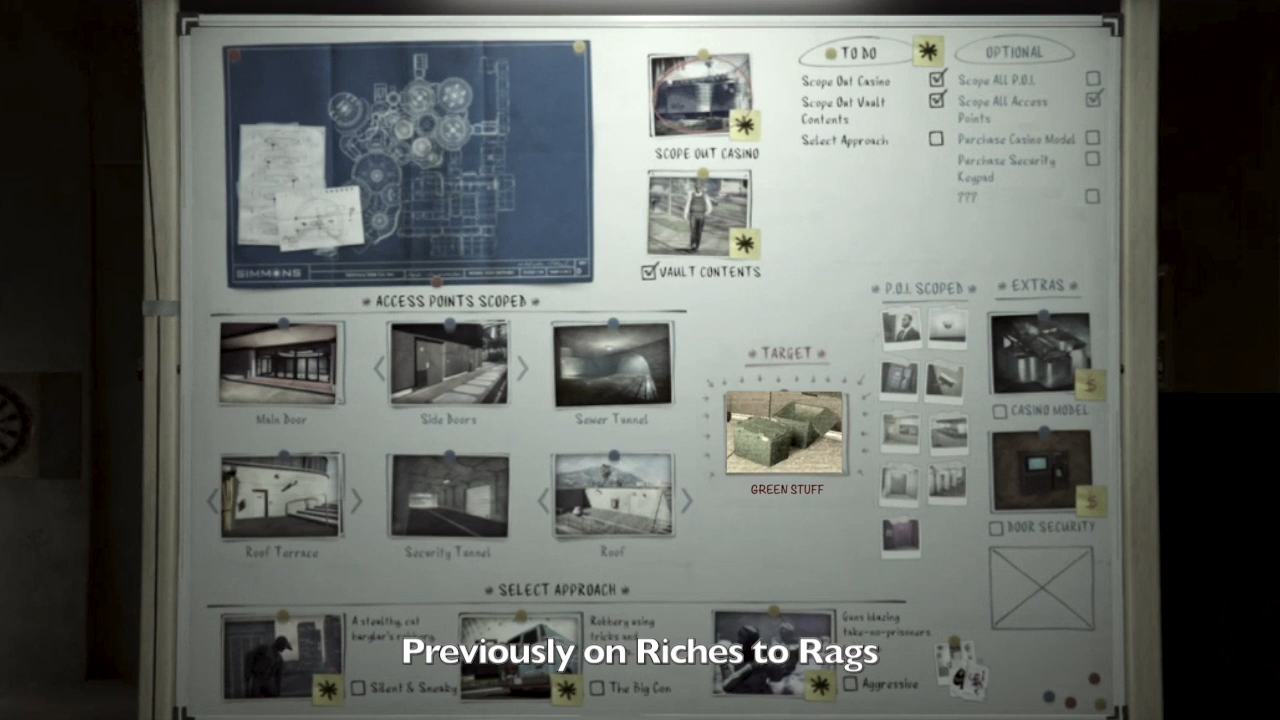 TO DO
OPTIONAL
Scope Out Casino
Scope Out Vault
Contents
Select Approach
Scope All P.O.I.
Scope All Access
Points
Purchase Casino Model
Purchase Security
Keypad
???
SCOPE OUT CASINO
VAULT CONTENTS
SIMMONS
* ACCESS POINTS SCOPED *
Main Door
Side Doors
Sewer Tunnel
Roof Terrace
Security Tunnel
Roof
* TARGET *
GREEN STUFF
* P.O.I. SCOPED *
* EXTRAS *
$
CASINO MODEL
$
DOOR SECURITY
* SELECT APPROACH *
A stealthy, cat
burglar's robbery
Silent & Sneaky
Robbery using
tricks and
The Big Con
Guns blazing
take-no-prisoners
Aggressive
Previously on Riches to Rags